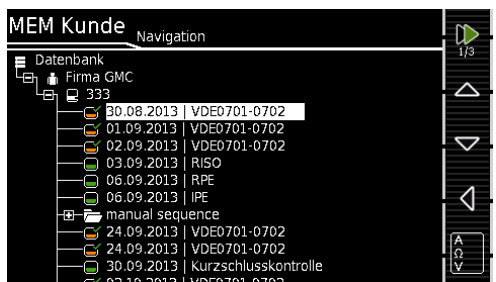 MEM Kunde Navigation
1/3
Datenbank
Firma GMC
333
30.08.2013 | VDE0701-0702
01.09.2013 | VDE0701-0702
02.09.2013 | VDE0701-0702
03.09.2013 | RISO
06.09.2013 | RPE
06.09.2013 | IPE
manual sequence
24.09.2013 | VDE0701-0702
24.09.2013 | VDE0701-0702
30.09.2013 | Kurzschlusskontrolle
A
Ω
V